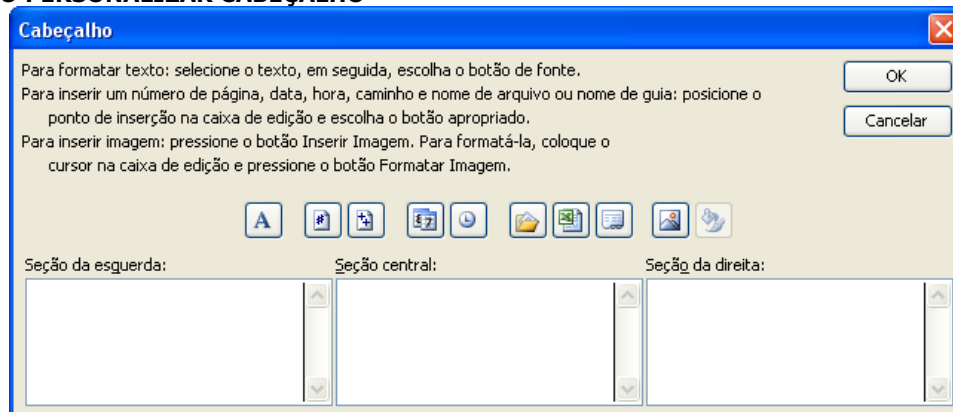 O PERSONALIZAR CABEÇALHO
Cabeçalho
Para formatar texto: selecione o texto, em seguida, escolha o botão de fonte.
Para inserir um número de página, data, hora, caminho e nome de arquivo ou nome de guia: posicione o
ponto de inserção na caixa de edição e escolha o botão apropriado.
Para inserir imagem: pressione o botão Inserir Imagem. Para formatá-la, coloque o
cursor na caixa de edição e pressione o botão Formatar Imagem.
OK
Cancelar
A
Seção da esquerda:
Seção central:
Seção da direita: